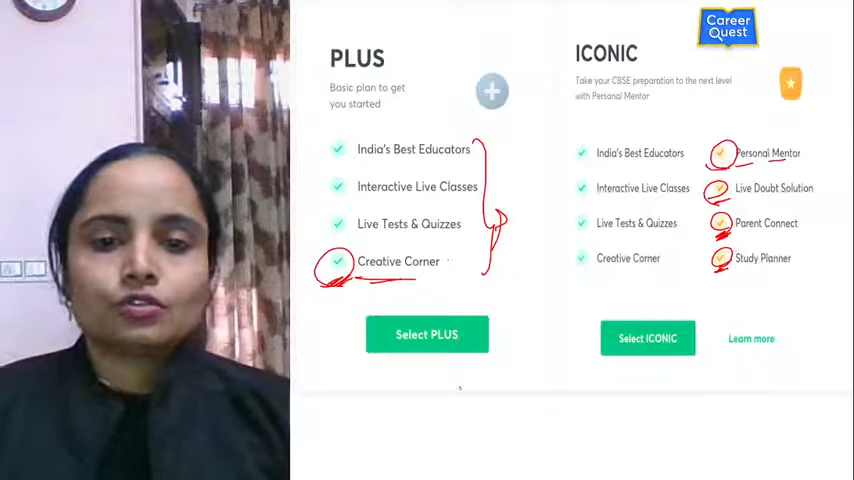 Career
Quest
PLUS
Basic plan to get
you started
India's Best Educators
Interactive Live Classes
Live Tests & Quizzes
Creative Corner
Select PLUS
ICONIC
Take your CBSE preparation to the next level
with Personal Mentor
India's Best Educators
Interactive Live Classes
Live Tests & Quizzes
Creative Corner
Personal Mentor
Live Doubt Solution
Parent Connect
Study Planner
Select ICONIC
Learn more